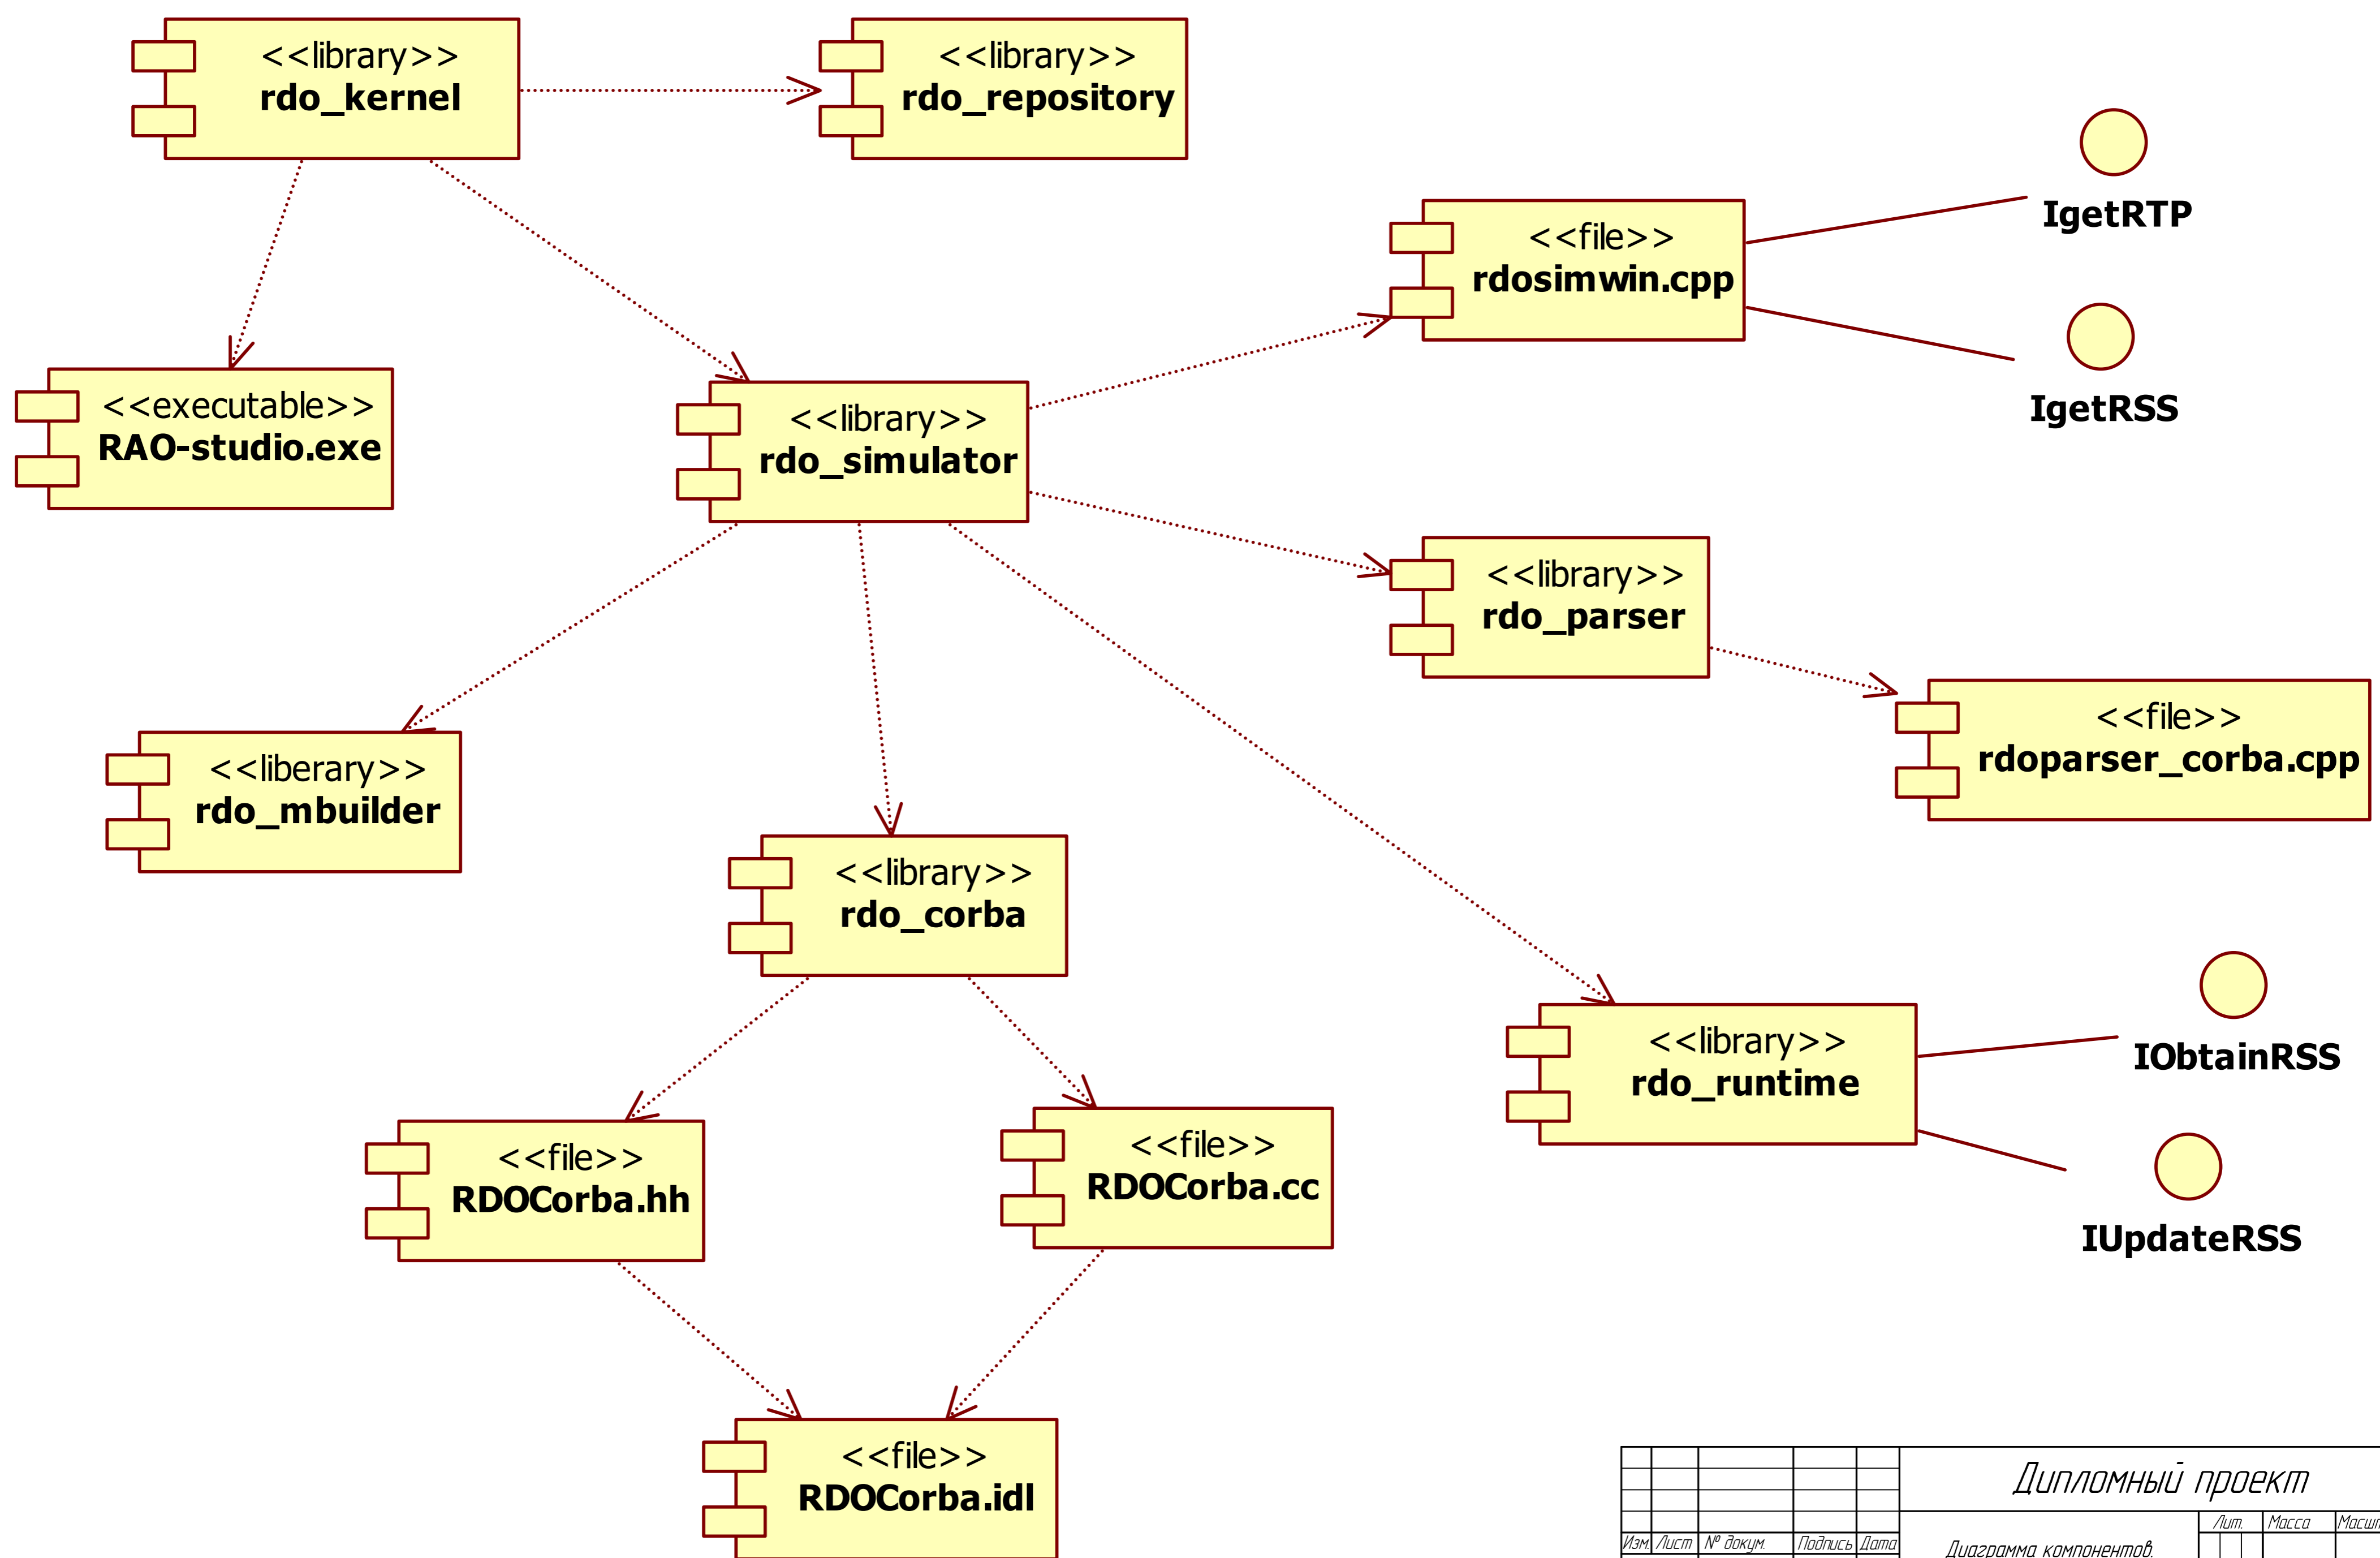 <<library>>
rdo_kernel
<<library>>
rdo_repository
IgetRTP
<<file>>
rdosimwin.cpp
IgetRSS
<<executable>>
RAO-studio.exe
<<library>>
rdo_simulator
<<library>>
rdo_parser
<<file>>
rdoparser_corba.cpp
<<liberary>>
rdo_mbuilder
<<library>>
rdo_corba
<<library>>
rdo_runtime
IObtainRSS
<<file>>
RDOCorba.hh
<<file>>
RDOCorba.cc
IUpdateRSS
<<file>>
RDOCorba.idl
Дипломный проект
Изм. Лист № докум. Подпись Дата
Диаграмма компонентов.
Лит. Масса